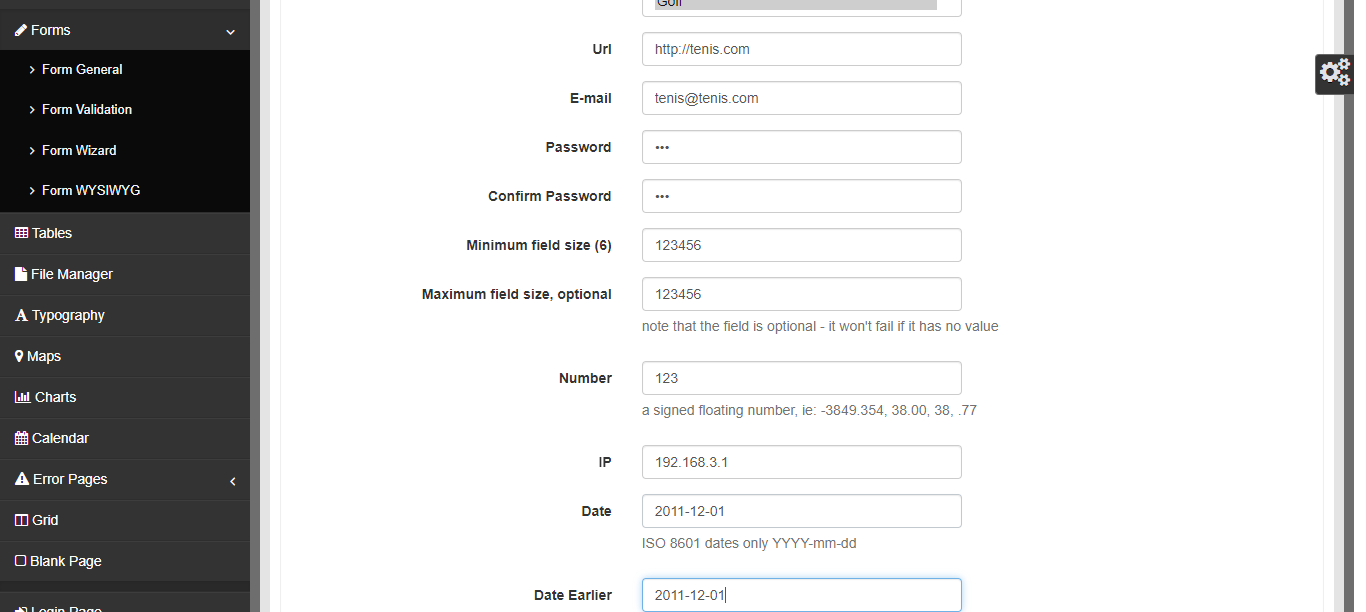 Forms
Form General
Form Validation
Form Wizard
Form WYSIWYG
Tables
File Manager
Typography
Maps
Charts
Calendar
Error Pages
Grid
Blank Page
Login Page
Golf
Url http://tenis.com
E-mail tenis@tenis.com
Password •••
Confirm Password •••
Minimum field size (6) 123456
Maximum field size, optional 123456
note that the field is optional - it won't fail if it has no value
Number 123
a signed floating number, ie: -3849.354, 38.00, 38, .77
IP 192.168.3.1
Date 2011-12-01
ISO 8601 dates only YYYY-mm-dd
Date Earlier 2011-12-01